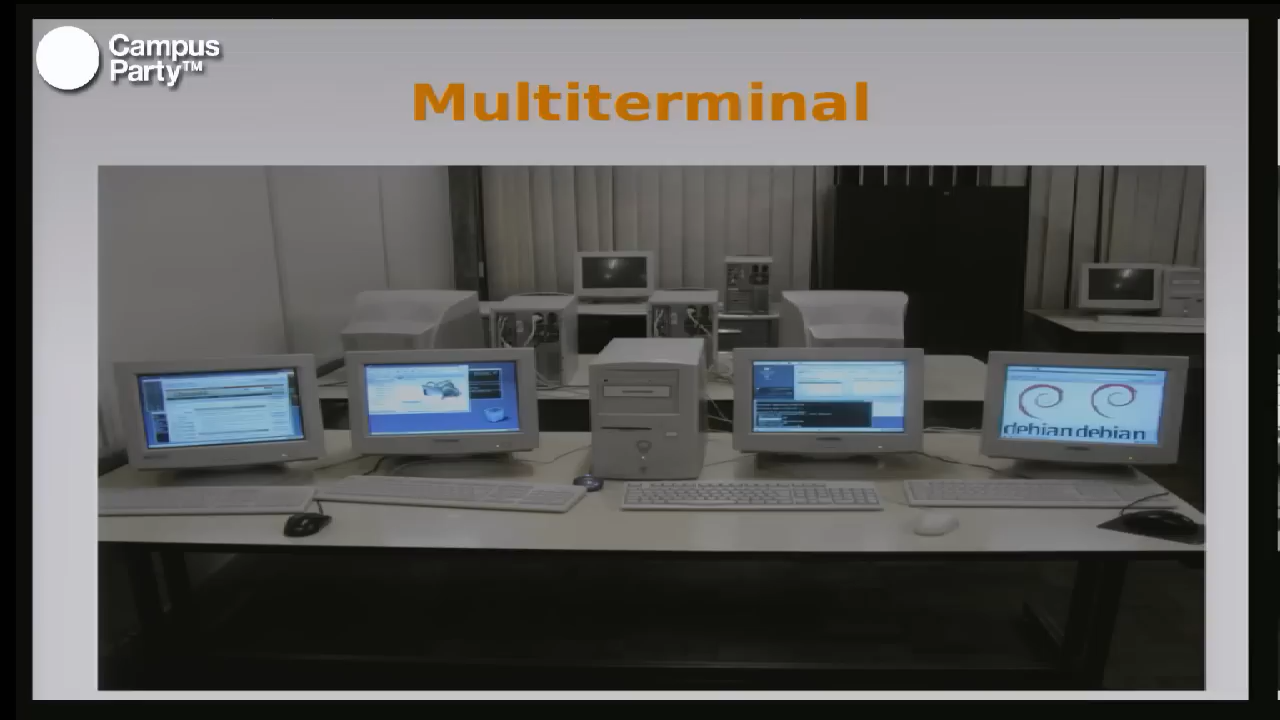 Campus
Party™
Multiterminal
debian debian